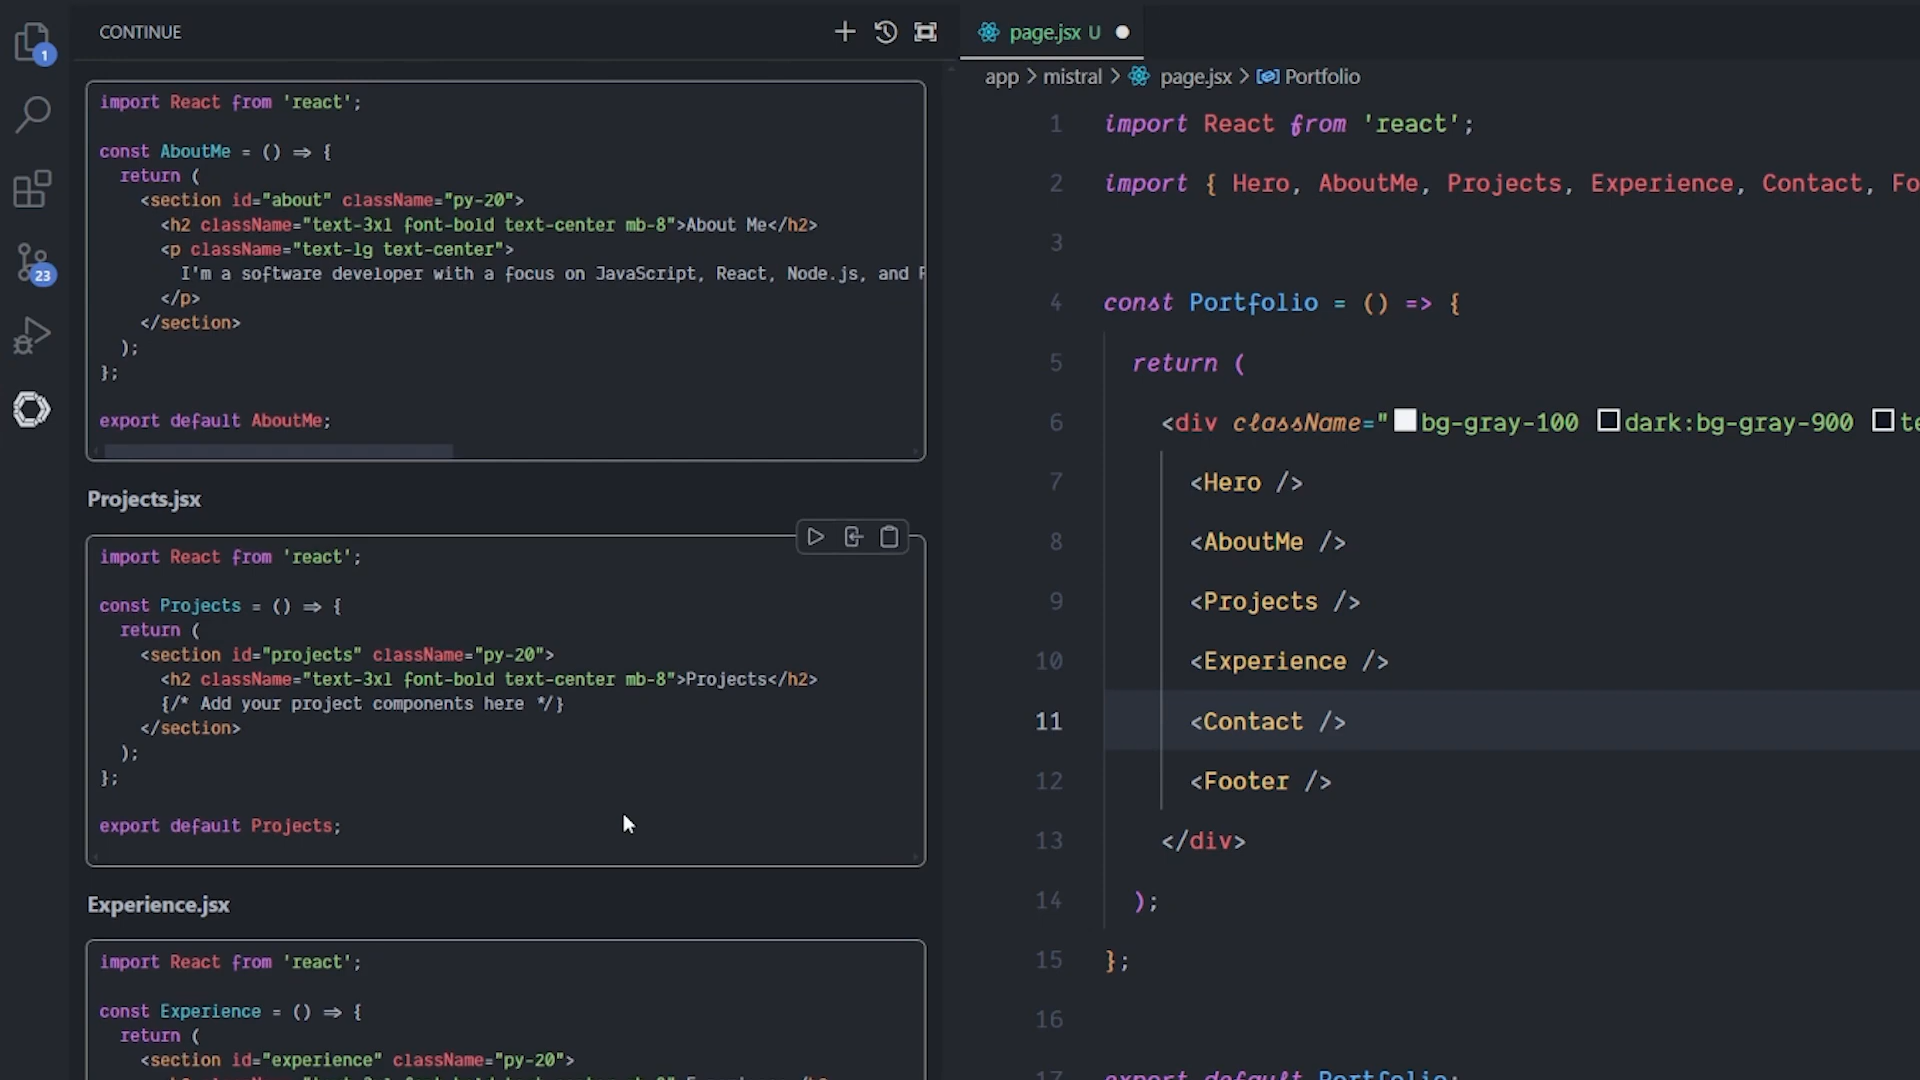 CONTINUE
import React from 'react';
const AboutMe = () => {
return (
<section id="about" className="py-20">
<h2 className="text-3xl font-bold text-center mb-8">About Me</h2>
<p className="text-lg text-center">
I'm a software developer with a focus on JavaScript, React, Node.js, and
</p>
</section>
);
};
export default AboutMe;
Projects.jsx
import React from 'react';
const Projects = () => {
return (
<section id="projects" className="py-20">
<h2 className="text-3xl font-bold text-center mb-8">Projects</h2>
{/* Add your project components here */}
</section>
);
};
export default Projects;
Experience.jsx
import React from 'react';
const Experience = () => {
return (
<section id="experience" className="py-20">
1
23
page.jsx U
app > mistral > page.jsx > Portfolio
1 import React from 'react';
2 import { Hero, AboutMe, Projects, Experience, Contact, Fo
3
4 const Portfolio = () => {
5 return (
6 <div className="bg-gray-100 dark:bg-gray-900 te
7 <Hero />
8 <AboutMe />
9 <Projects />
10 <Experience />
11 <Contact />
12 <Footer />
13 </div>
14 );
15 };
16
17 export default Portfolio;